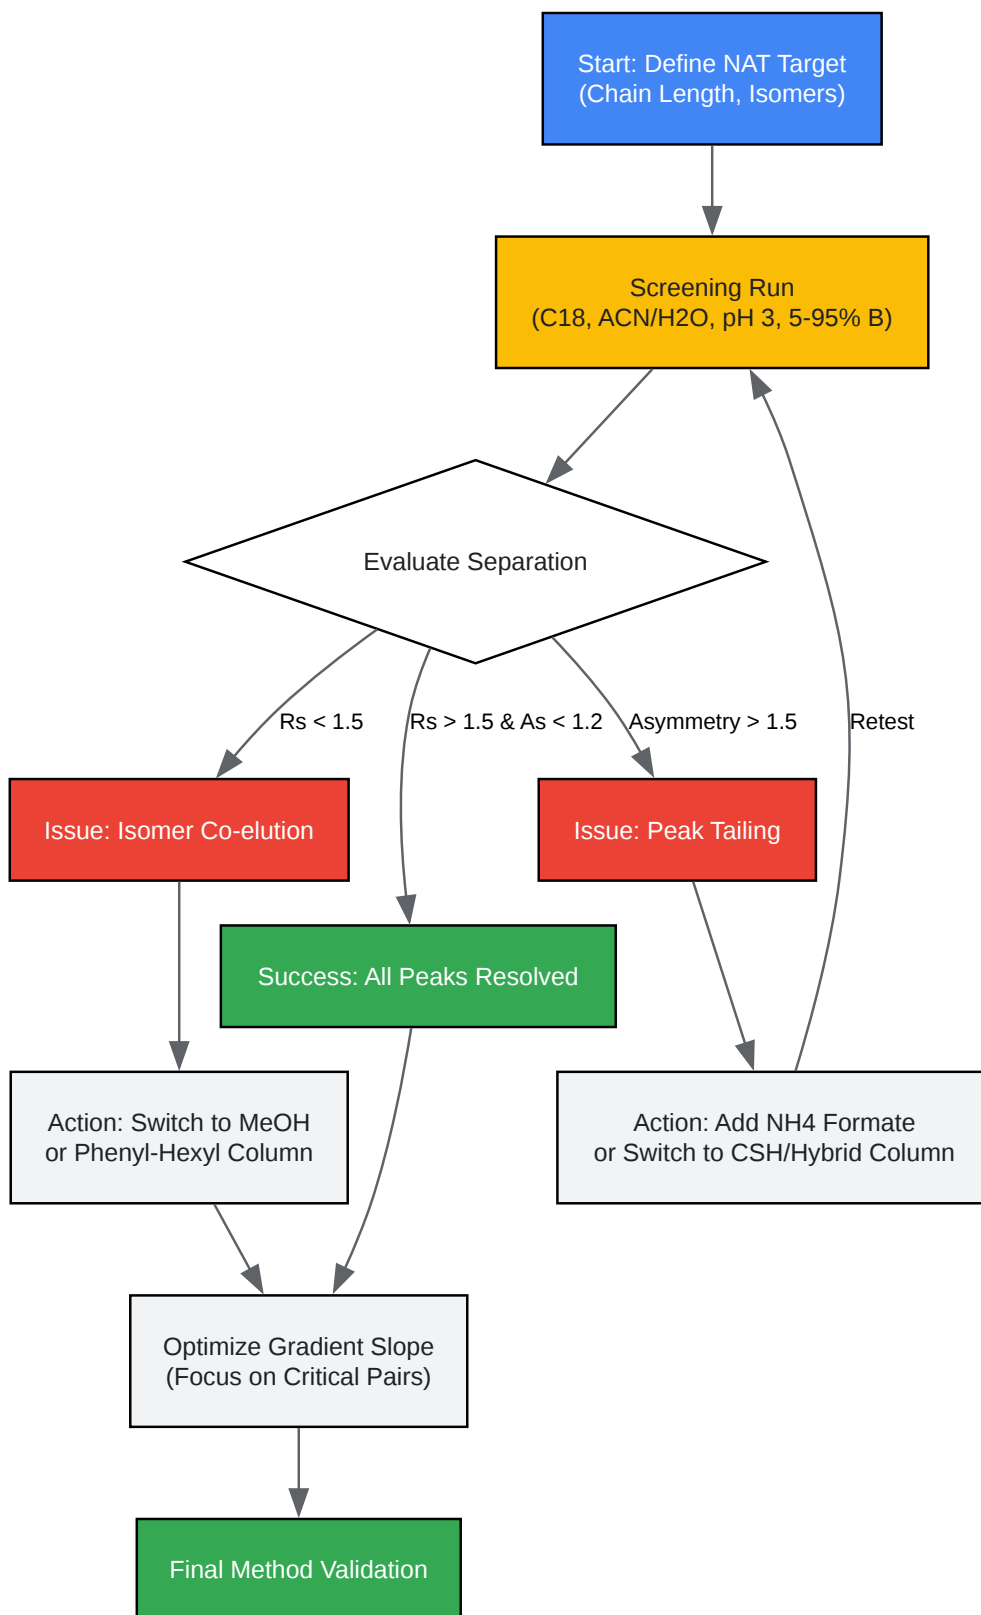 Start: Define NAT Target
(Chain Length, Isomers)
Screening Run
(C18, ACN/H2O, pH 3, 5-95% B)
Evaluate Separation
Rs < 1.5
Rs > 1.5 & As < 1.2
Asymmetry > 1.5
Retest
Issue: Isomer Co-elution
Issue: Peak Tailing
Success: All Peaks Resolved
Action: Switch to MeOH
or Phenyl-Hexyl Column
Action: Add NH4 Formate
or Switch to CSH/Hybrid Column
Optimize Gradient Slope
(Focus on Critical Pairs)
Final Method Validation